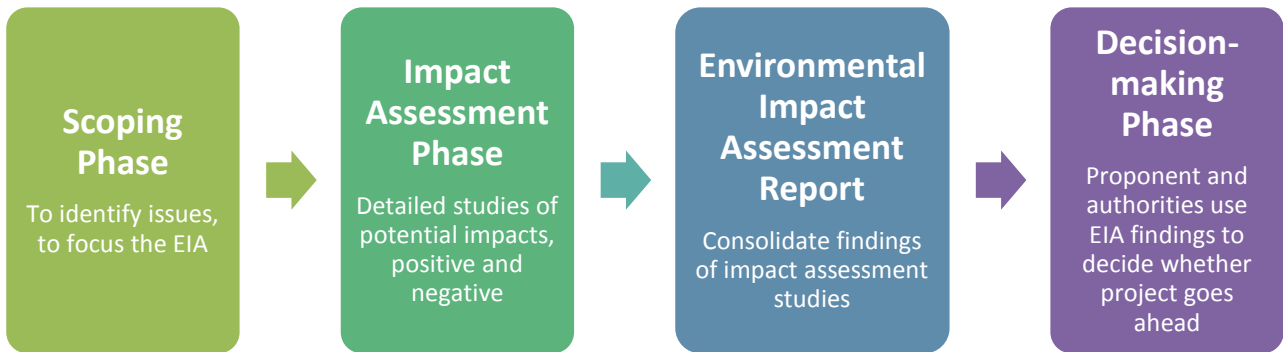 Scoping
Phase
To identify issues,
to focus the EIA
Impact
Assessment
Phase
Detailed studies of
potential impacts,
positive and
negative
Environmental
Impact
Assessment
Report
Consolidate findings
of impact assessment
studies
Decision-
making
Phase
Proponent and
authorities use
EIA findings to
decide whether
project goes
ahead